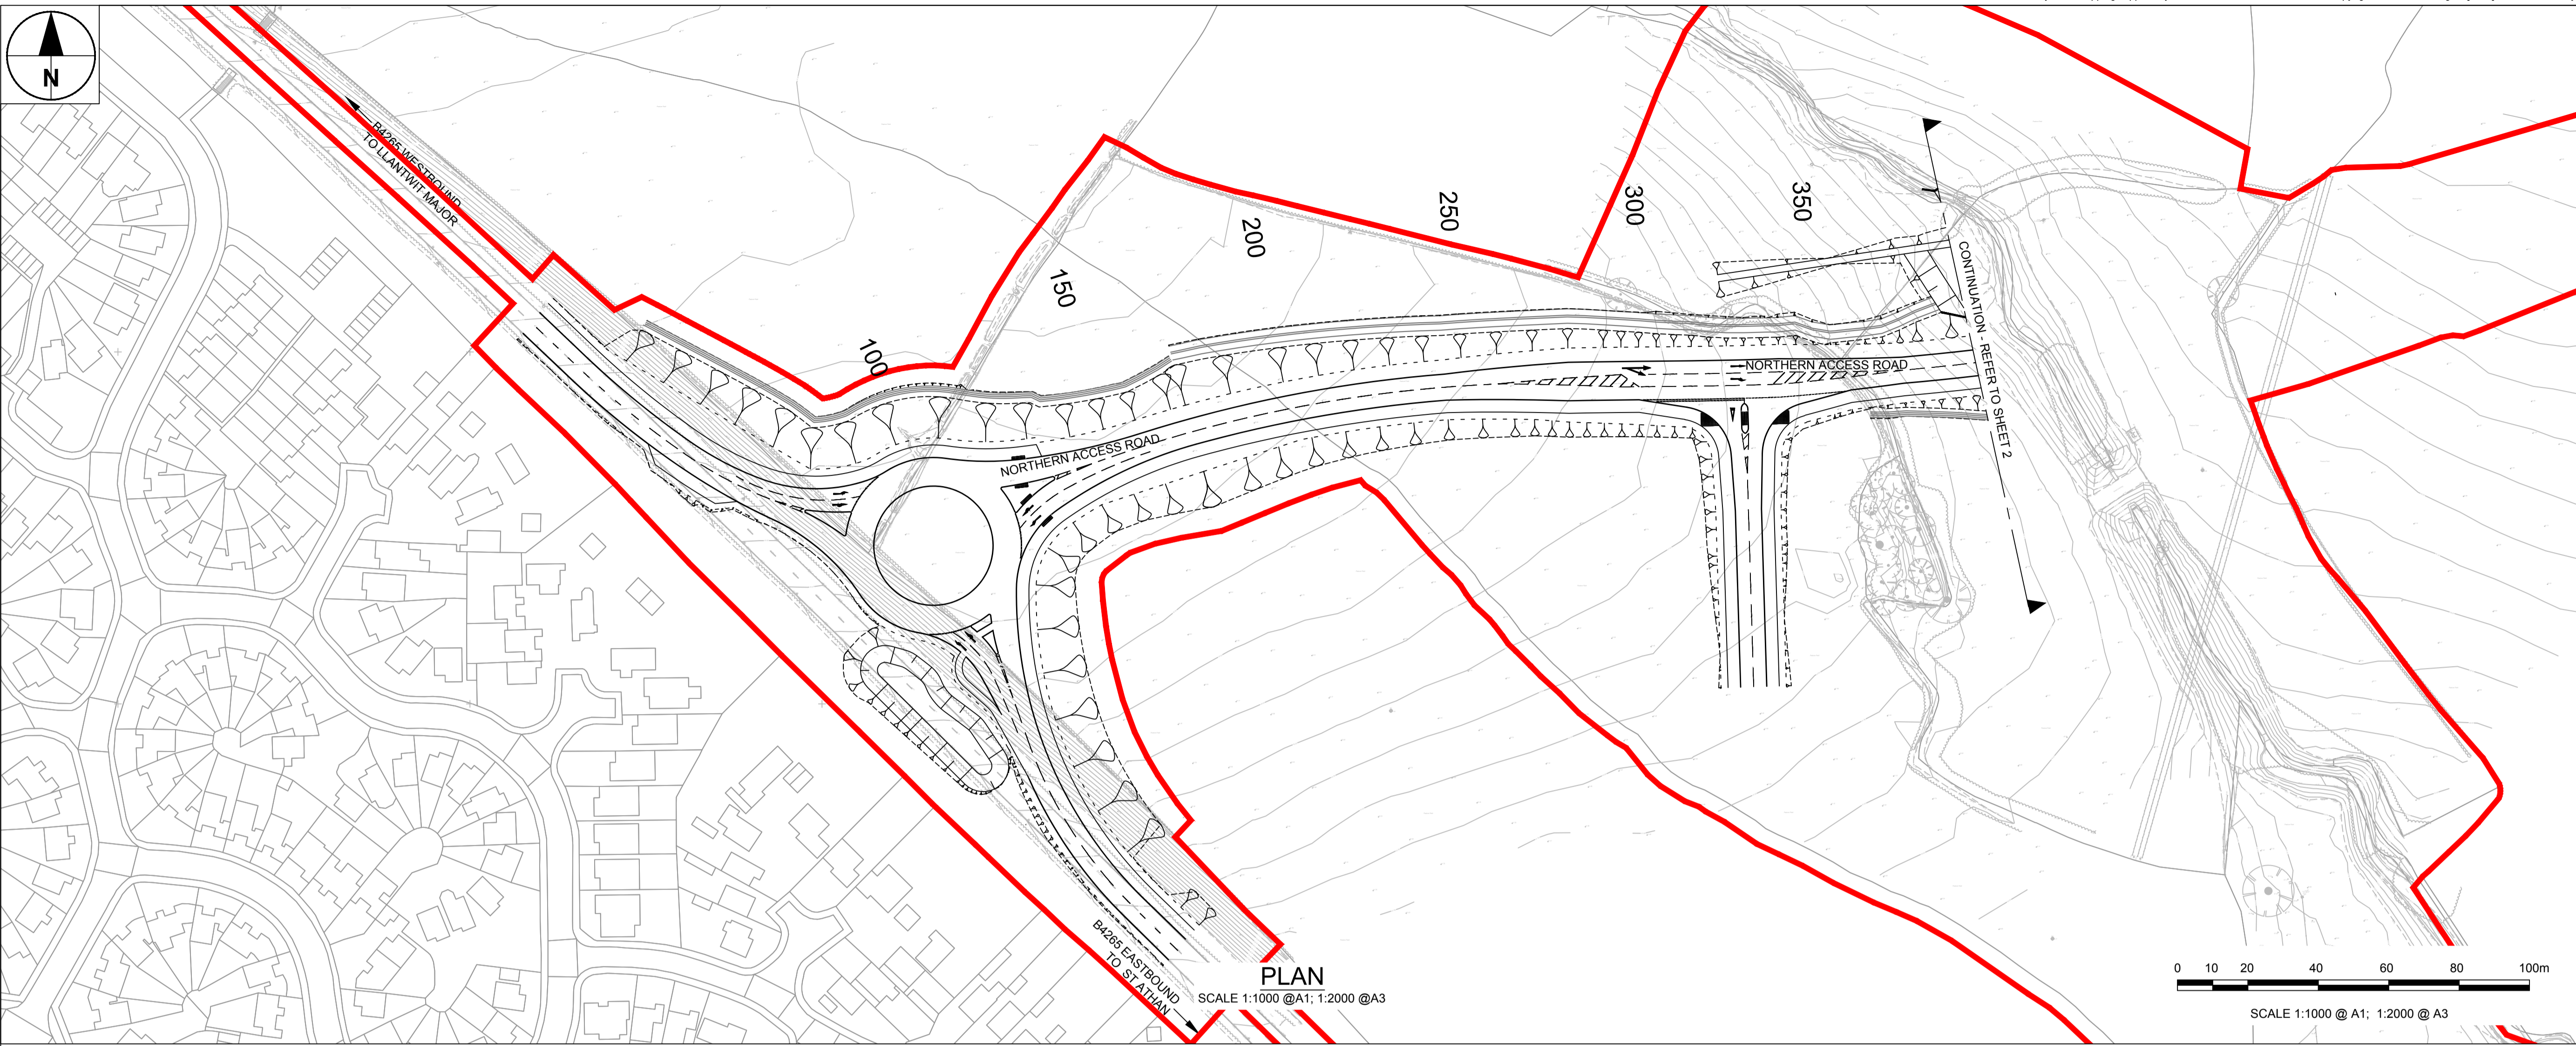 N
B4265 WESTBOUND
TO LLANTWIT MAJOR
100
150
200
250
300
350
NORTHERN ACCESS ROAD
NORTHERN ACCESS ROAD
CONTINUATION - REFER TO SHEET 2
B4265 EASTBOUND
TO ST ATHAN
PLAN
SCALE 1:1000 @A1; 1:2000 @A3
0 10 20 40 60 80 100m
SCALE 1:1000 @ A1; 1:2000 @ A3